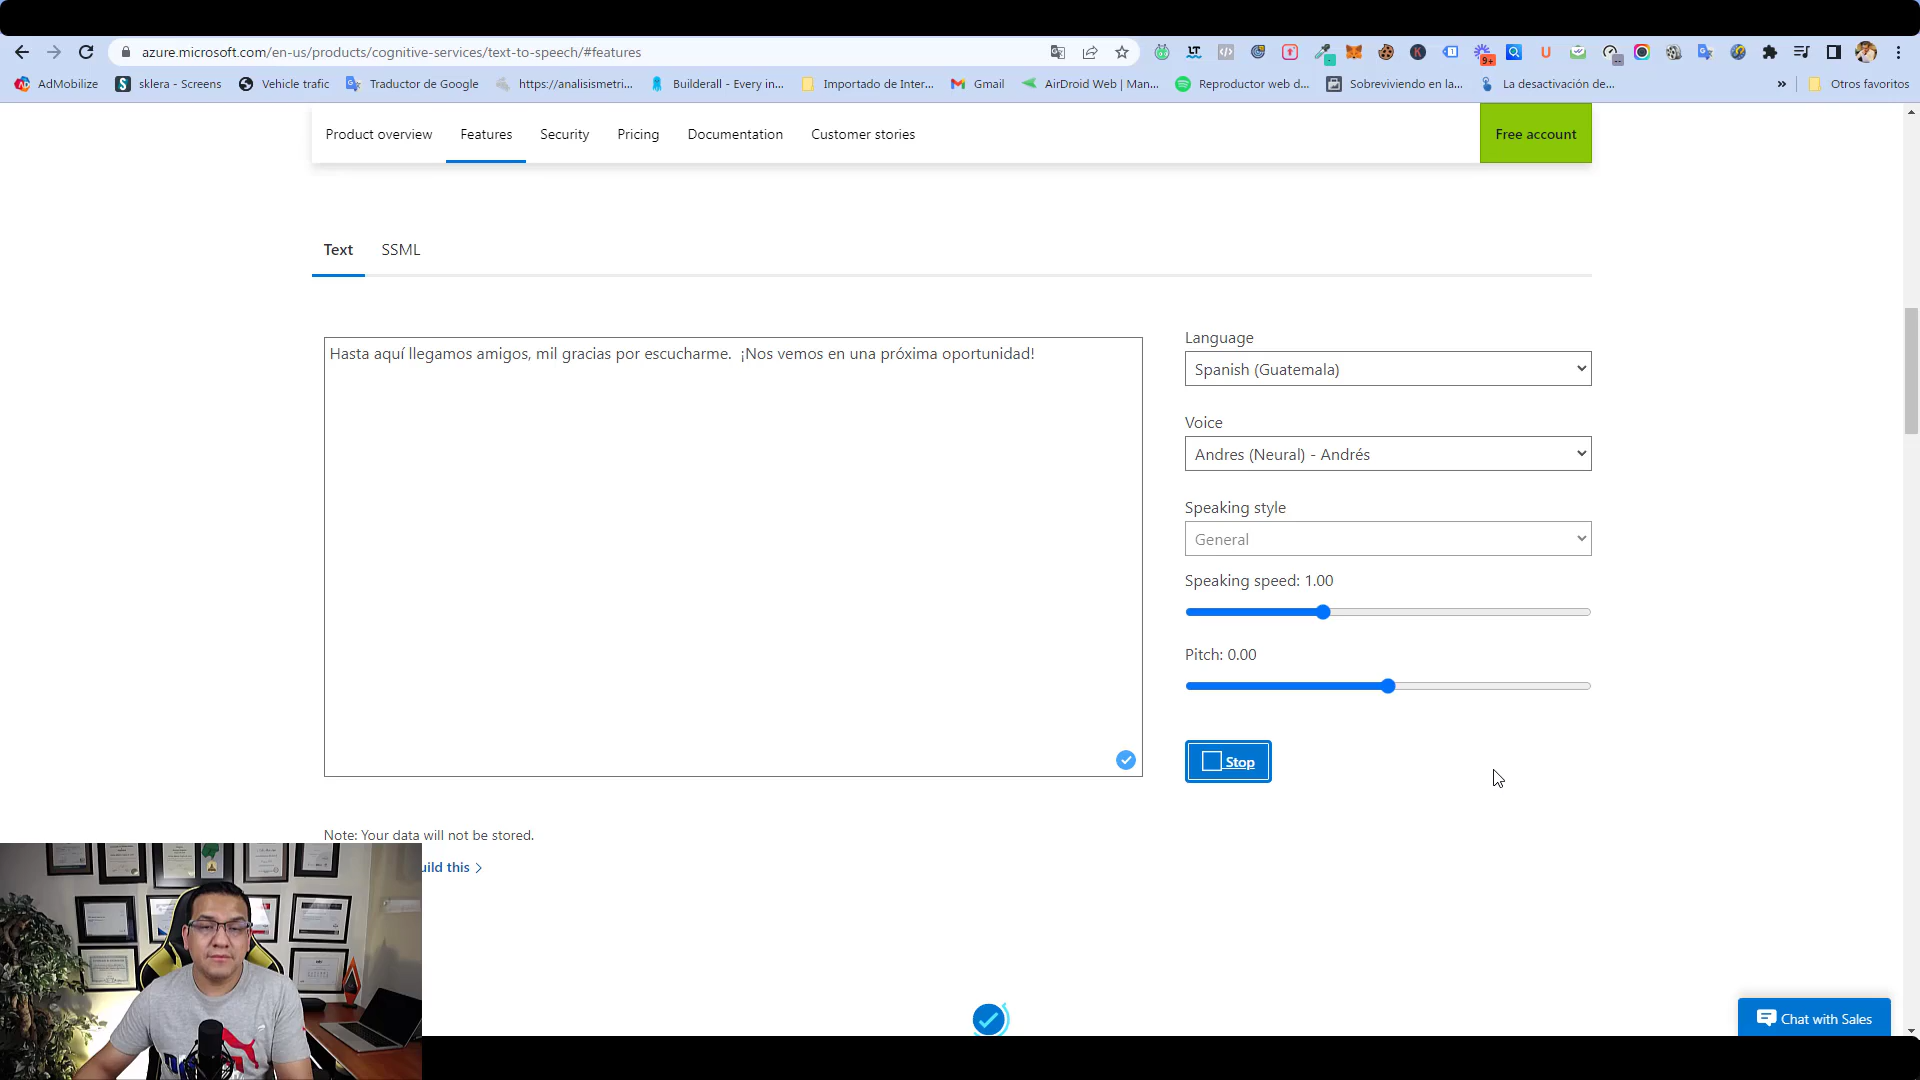 azure.microsoft.com/en-us/products/cognitive-services/text-to-speech/#features
9+
AdMobilize
sklera - Screens
Vehicle trafic
Traductor de Google
https://analisismetri...
Builderall - Every in...
Importado de Inter...
Gmail
AirDroid Web | Man...
Reproductor web d...
Sobreviviendo en la...
La desactivación de...
»
Otros favoritos
Product overview
Features
Security
Pricing
Documentation
Customer stories
Free account
Text
SSML
Hasta aquí llegamos amigos, mil gracias por escucharme.  ¡Nos vemos en una próxima oportunidad!
Language
Spanish (Guatemala)
Voice
Andres (Neural) - Andrés
Speaking style
General
Speaking speed: 1.00
Pitch: 0.00
Stop
Note: Your data will not be stored.
uild this >
Chat with Sales